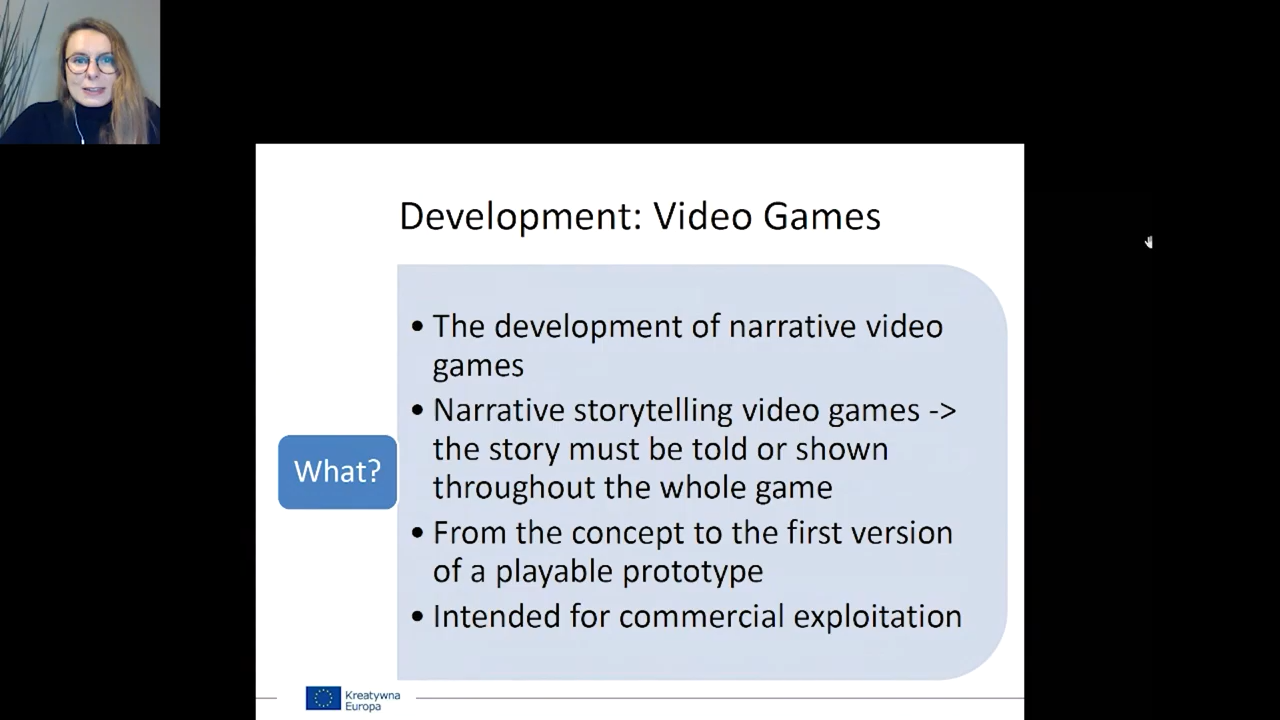 Development: Video Games
What?
• The development of narrative video
games
• Narrative storytelling video games ->
the story must be told or shown
throughout the whole game
• From the concept to the first version
of a playable prototype
• Intended for commercial exploitation
Kreatywna
Europa